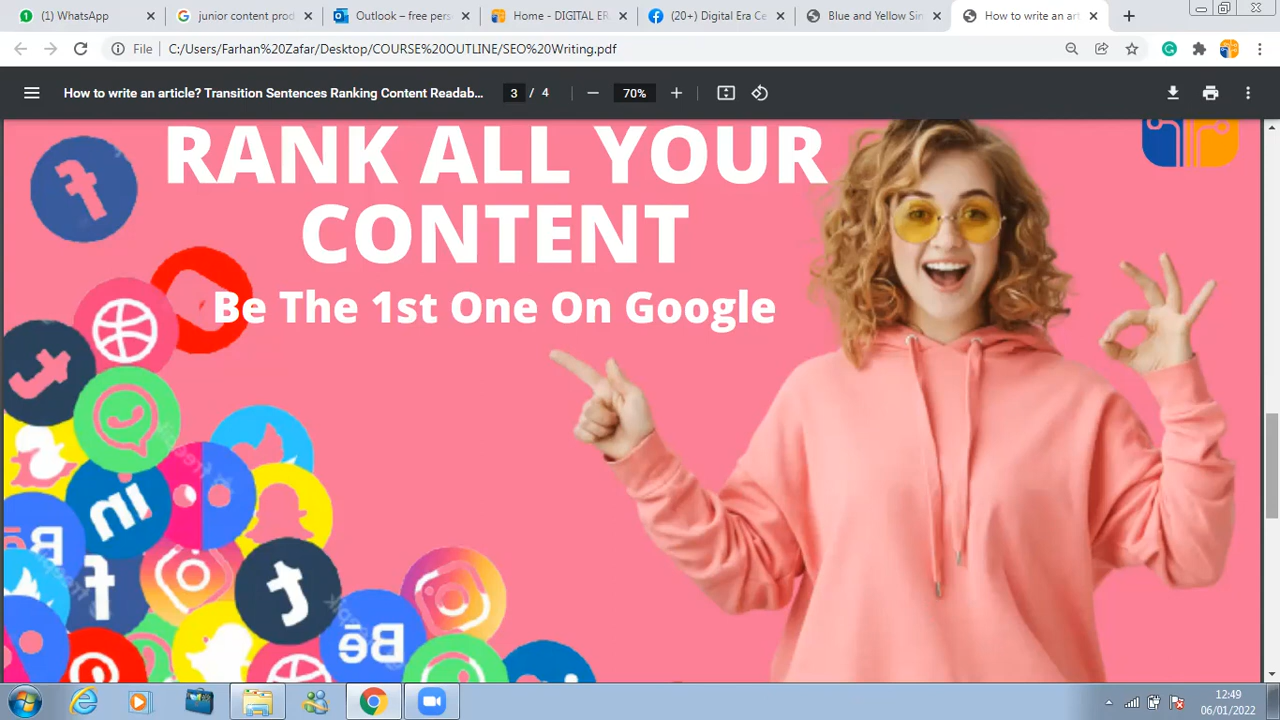 (1) WhatsApp
junior content prod
Outlook – free pers
Home - DIGITAL ER
(20+) Digital Era Ce
Blue and Yellow Sim
How to write an art
File
C:/Users/Farhan%20Zafar/Desktop/COURSE%20OUTLINE/SEO%20Writing.pdf
How to write an article? Transition Sentences Ranking Content Readab...
3 / 4
70%
RANK ALL YOUR
CONTENT
Be The 1st One On Google
12:49
06/01/2022